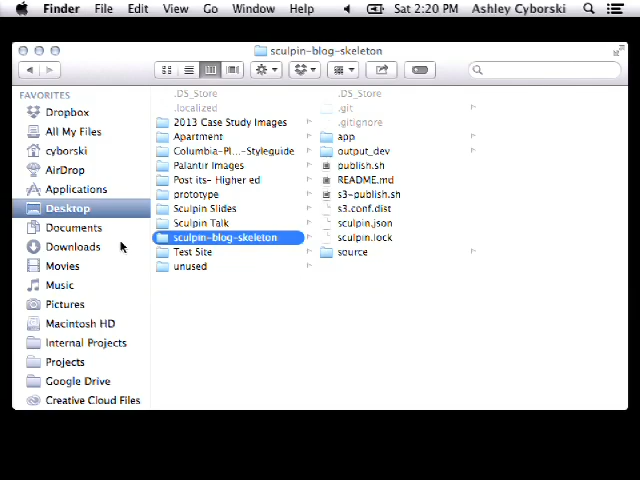 Finder File Edit View Go Window Help Sat 2:20 PM Ashley Cyborski
sculpin-blog-skeleton
FAVORITES
Dropbox
All My Files
cyborski
AirDrop
Applications
Desktop
Documents
Downloads
Movies
Music
Pictures
Macintosh HD
Internal Projects
Projects
Google Drive
Creative Cloud Files
.DS_Store
.localized
2013 Case Study Images
Apartment
Columbia-Pl...-Styleguide
Palantir Images
Post its- Higher ed
prototype
Sculpin Slides
Sculpin Talk
sculpin-blog-skeleton
Test Site
unused
.DS_Store
.git
.gitignore
app
output_dev
publish.sh
README.md
s3-publish.sh
s3.conf.dist
sculpin.json
sculpin.lock
source